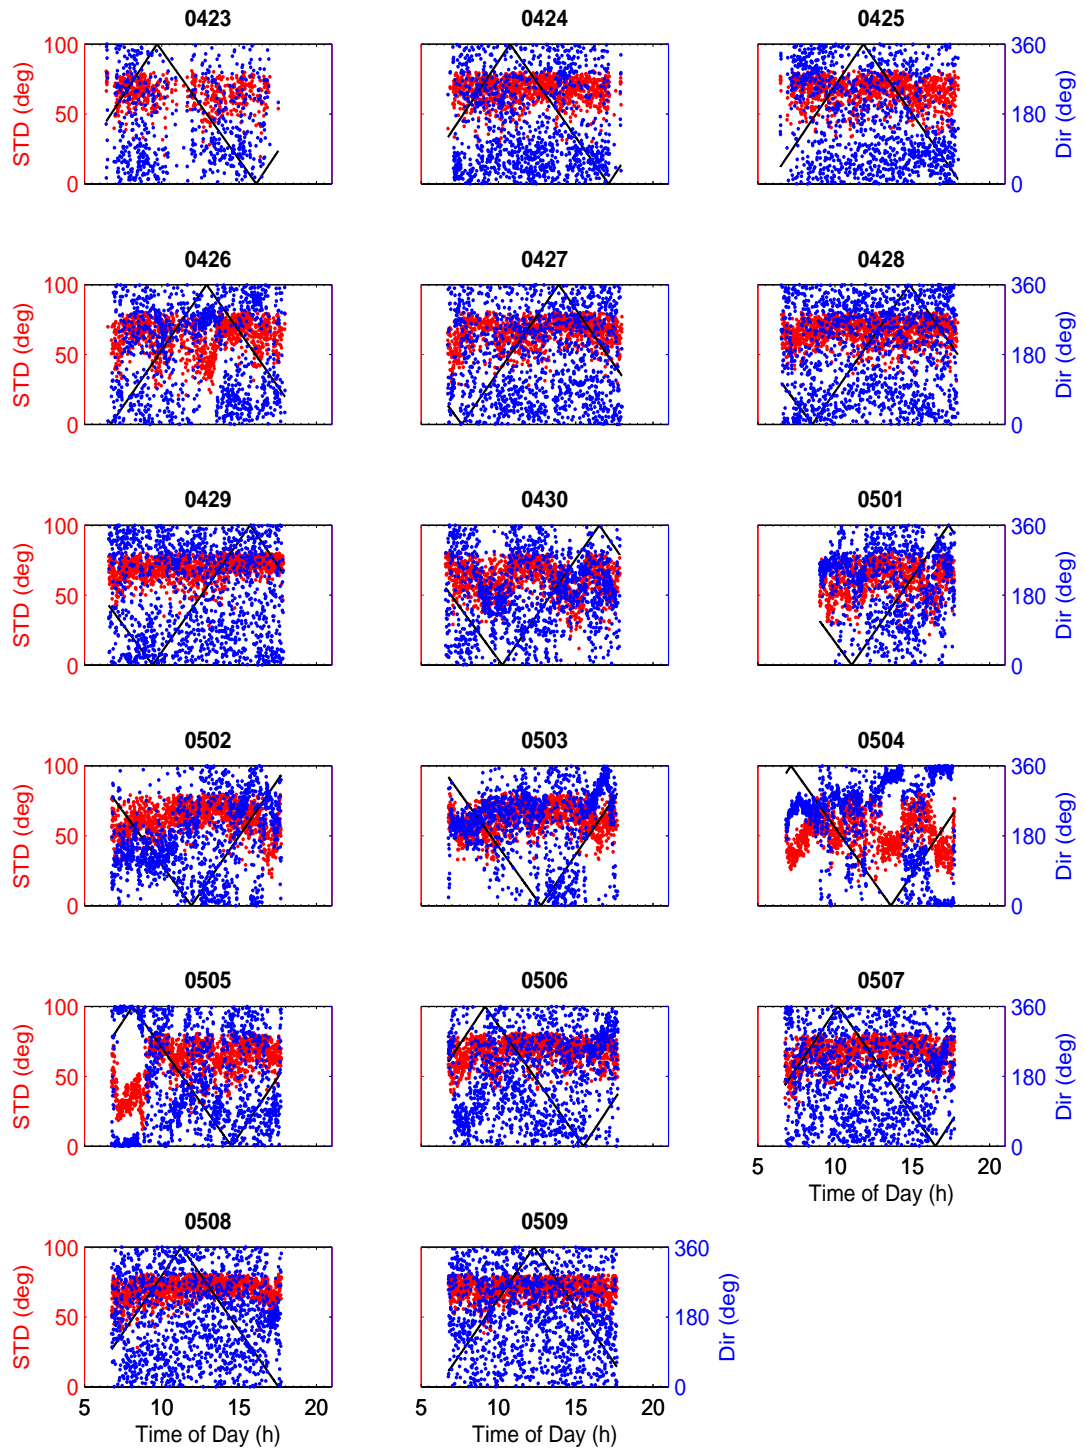 0423 0424 0425
100 360
STD (deg) 50 180 Dir (deg)
0 0
0426 0427 0428
100 360
STD (deg) 50 180 Dir (deg)
0 0
0429 0430 0501
100 360
STD (deg) 50 180 Dir (deg)
0 0
0502 0503 0504
100 360
STD (deg) 50 180 Dir (deg)
0 0
0505 0506 0507
100 360
STD (deg) 50 180 Dir (deg)
0 0
5 10 15 20
Time of Day (h)
0508 0509
100 360
STD (deg) 50 180 Dir (deg)
0 0
5 10 15 20 5 10 15 20
Time of Day (h) Time of Day (h)